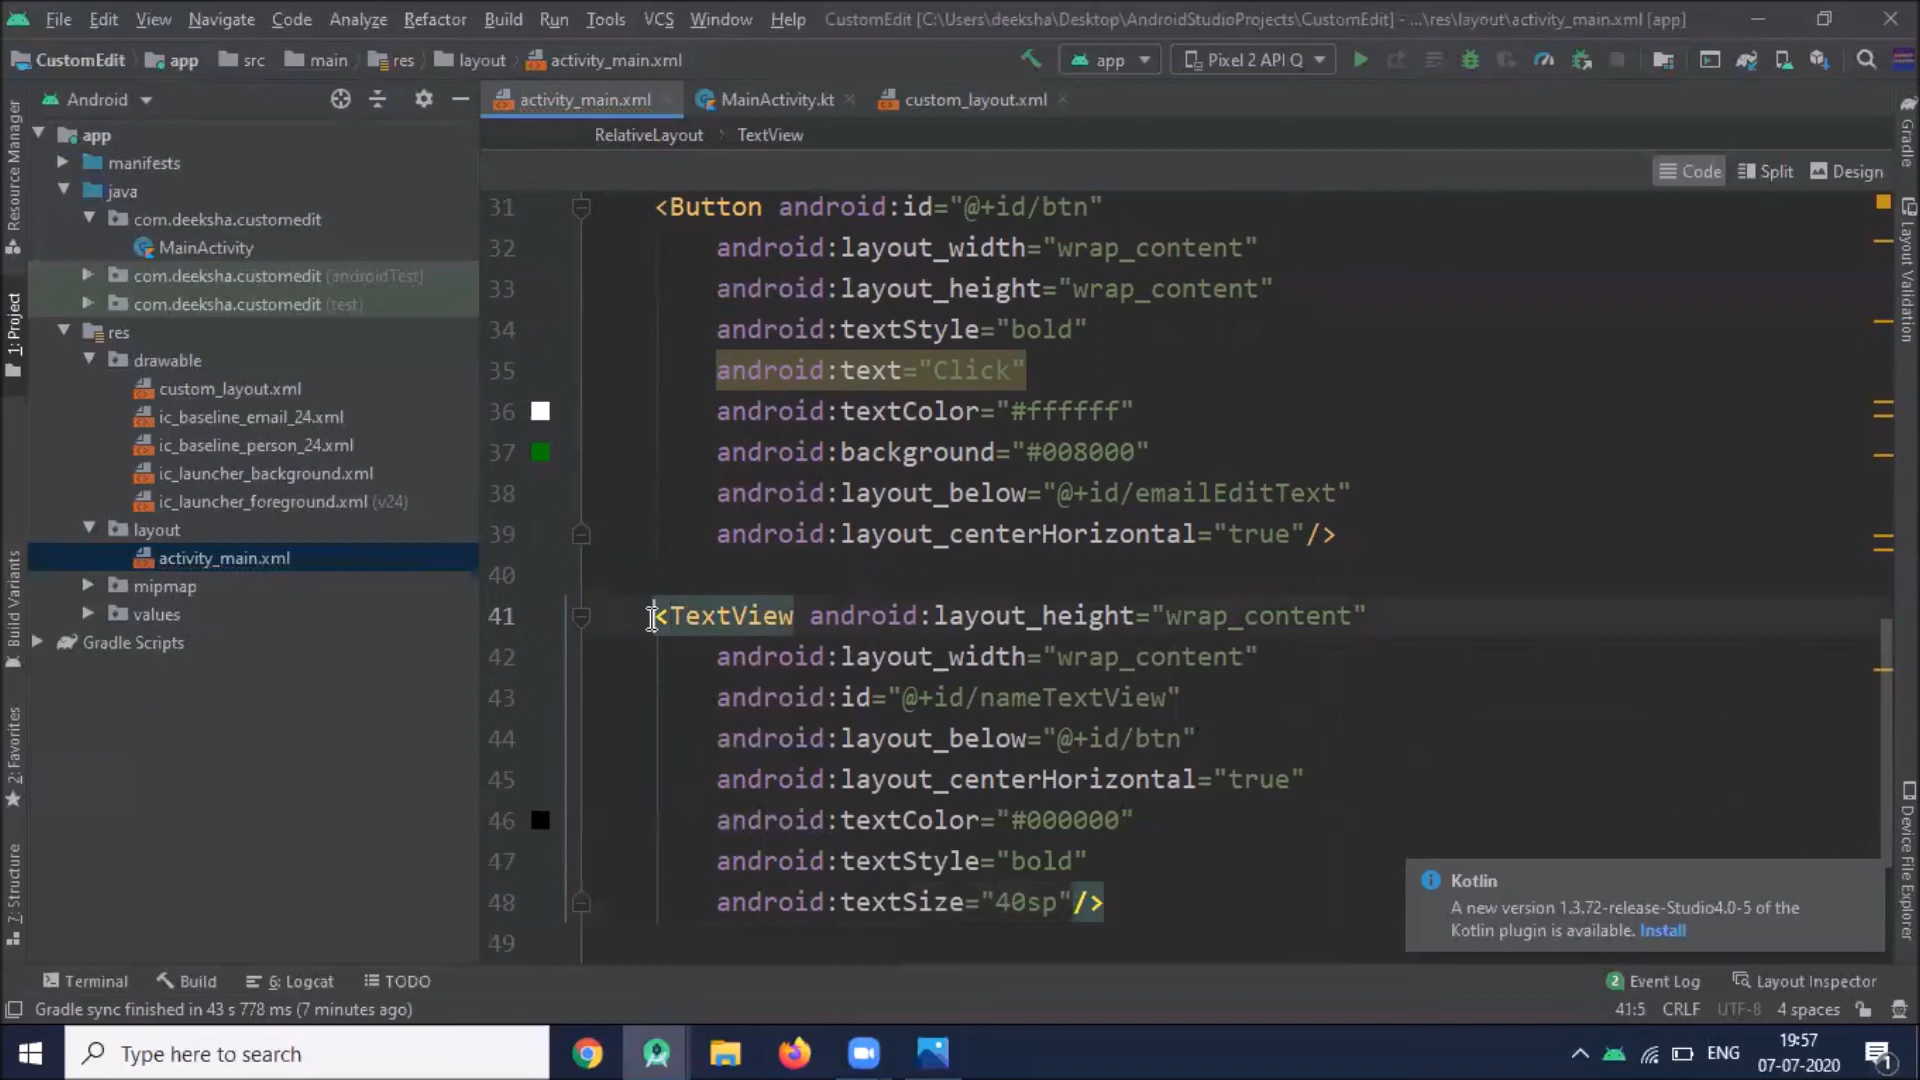 File Edit View Navigate Code Analyze Refactor Build Run Tools VCS Window Help CustomEdit [C:\Users\deeksha\Desktop\AndroidStudioProjects\CustomEdit] - ...\res\layout\activity_main.xml [app]
CustomEdit app src main res layout activity_main.xml app Pixel 2 API Q
Android activity_main.xml MainActivity.kt custom_layout.xml
RelativeLayout TextView
Code Split Design
app
manifests
java
com.deeksha.customedit
MainActivity
com.deeksha.customedit (androidTest)
com.deeksha.customedit (test)
res
drawable
custom_layout.xml
ic_baseline_email_24.xml
ic_baseline_person_24.xml
ic_launcher_background.xml
ic_launcher_foreground.xml (v24)
layout
activity_main.xml
mipmap
values
Gradle Scripts
Resource Manager
1: Project
Build Variants
2: Favorites
7: Structure
31 <Button android:id="@+id/btn"
32 android:layout_width="wrap_content"
33 android:layout_height="wrap_content"
34 android:textStyle="bold"
35 android:text="Click"
36 android:textColor="#ffffff"
37 android:background="#008000"
38 android:layout_below="@+id/emailEditText"
39 android:layout_centerHorizontal="true"/>
40
41 <TextView android:layout_height="wrap_content"
42 android:layout_width="wrap_content"
43 android:id="@+id/nameTextView"
44 android:layout_below="@+id/btn"
45 android:layout_centerHorizontal="true"
46 android:textColor="#000000"
47 android:textStyle="bold"
48 android:textSize="40sp"/>
49
Gradle
Layout Validation
Device File Explorer
Kotlin
A new version 1.3.72-release-Studio4.0-5 of the
Kotlin plugin is available. Install
Terminal Build 6: Logcat TODO 2 Event Log Layout Inspector
Gradle sync finished in 43 s 778 ms (7 minutes ago) 41:5 CRLF UTF-8 4 spaces
Type here to search ENG 19:57
07-07-2020 1